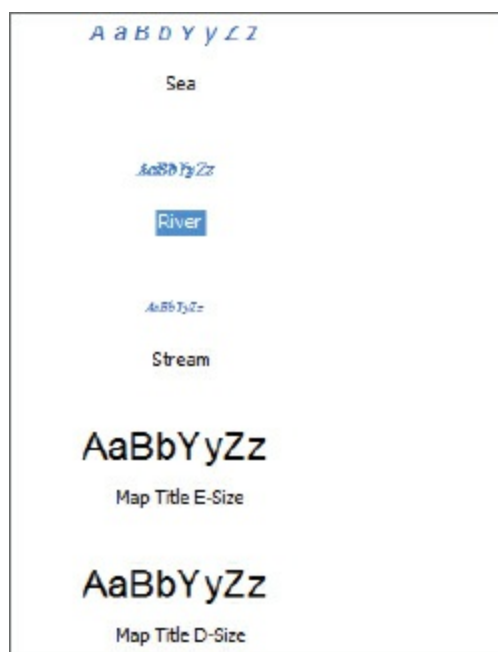 A a B b Y y Z z
Sea
AaBbYyZz
River
AaBbYyZz
Stream
AaBbYyZz
Map Title E-Size
AaBbYyZz
Map Title D-Size